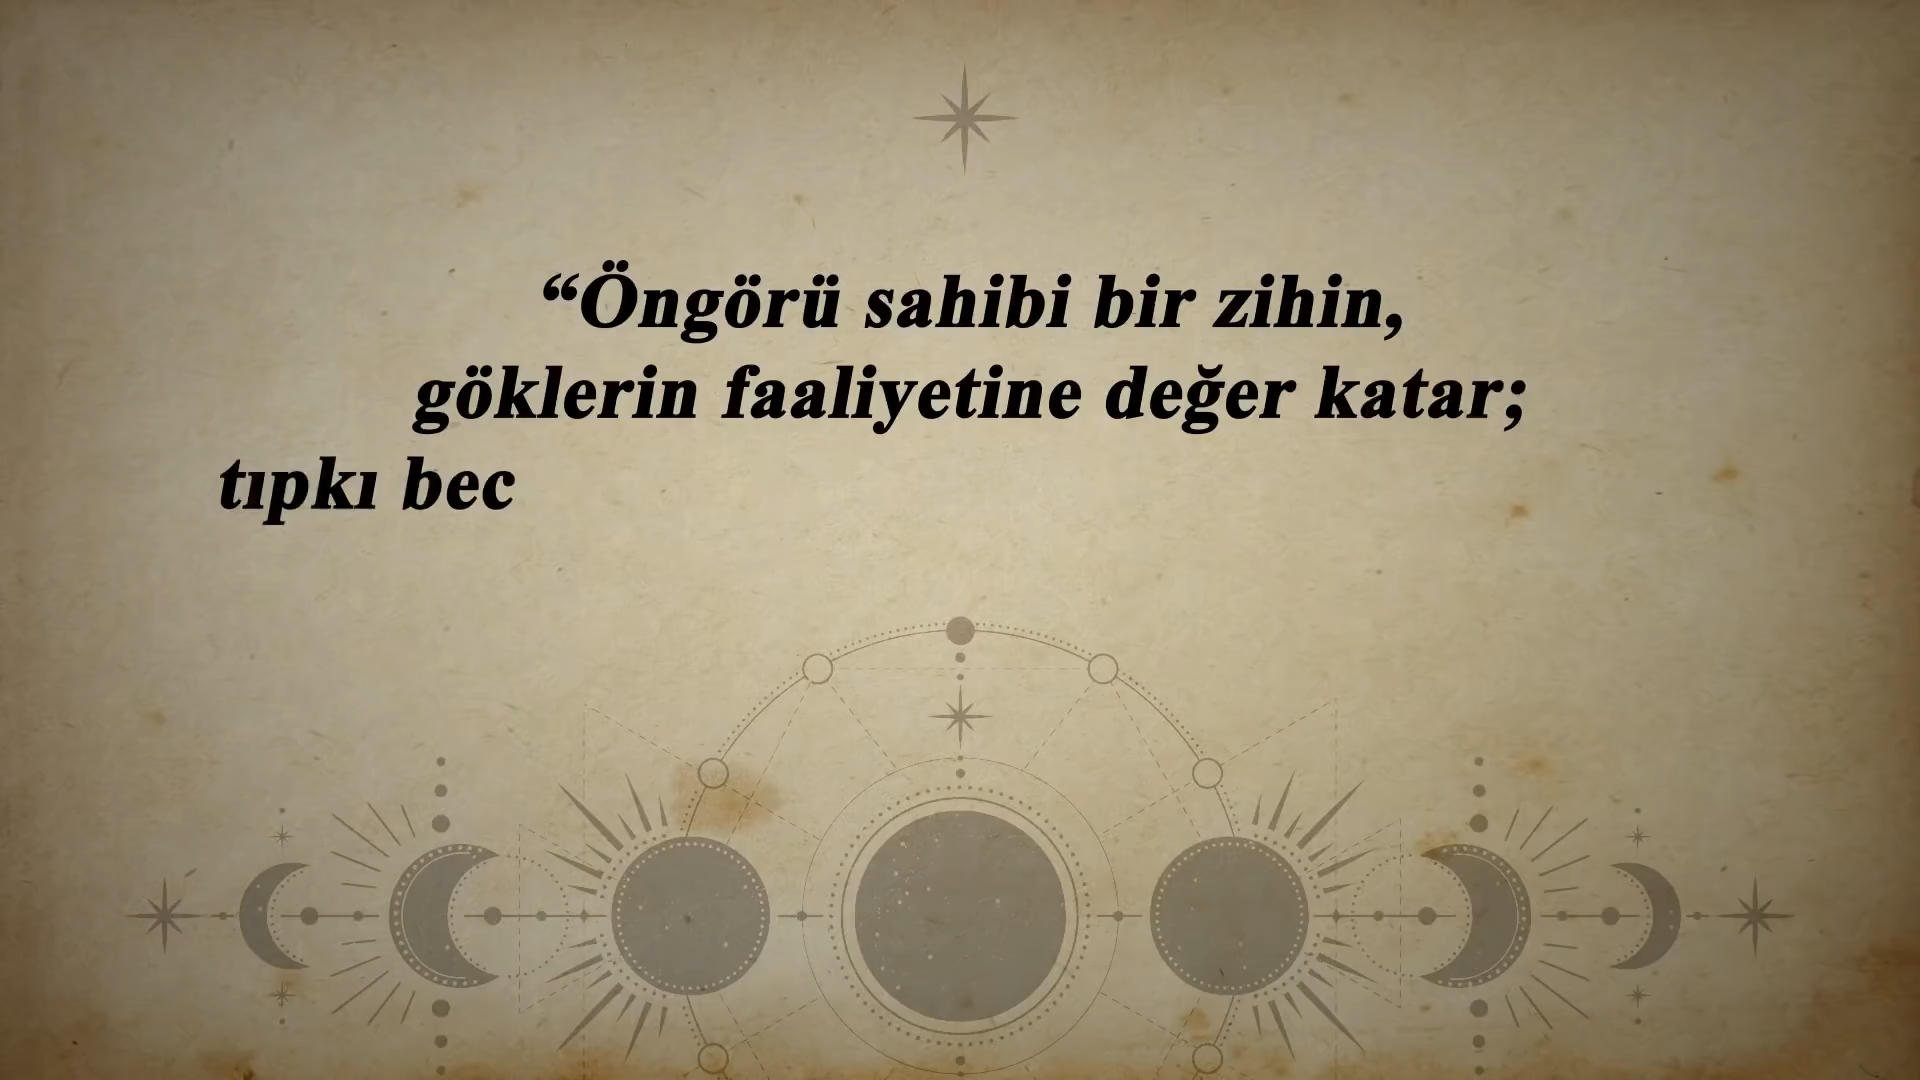 “Öngörü sahibi bir zihin,
göklerin faaliyetine değer katar;
tıpkı bec